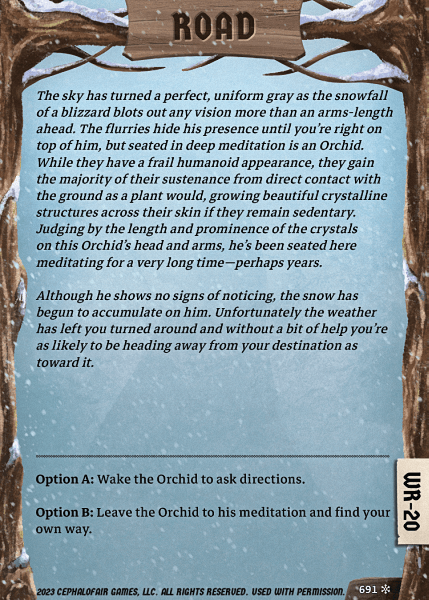 ROAD
The sky has turned a perfect, uniform gray as the snowfall
of a blizzard blots out any vision more than an arms-length
ahead. The flurries hide his presence until you're right on
top of him, but seated in deep meditation is an Orchid.
While they have a frail humanoid appearance, they gain
the majority of their sustenance from direct contact with
the ground as a plant would, growing beautiful crystalline
structures across their skin if they remain sedentary.
Judging by the length and prominence of the crystals
on this Orchid's head and arms, he's been seated here
meditating for a very long time—perhaps years.
Although he shows no signs of noticing, the snow has
begun to accumulate on him. Unfortunately the weather
has left you turned around and without a bit of help you're
as likely to be heading away from your destination as
toward it.
Option A: Wake the Orchid to ask directions.
Option B: Leave the Orchid to his meditation and find your
own way.
WR-20
2023 CEPHALOFAIR GAMES, LLC. ALL RIGHTS RESERVED. USED WITH PERMISSION.
691